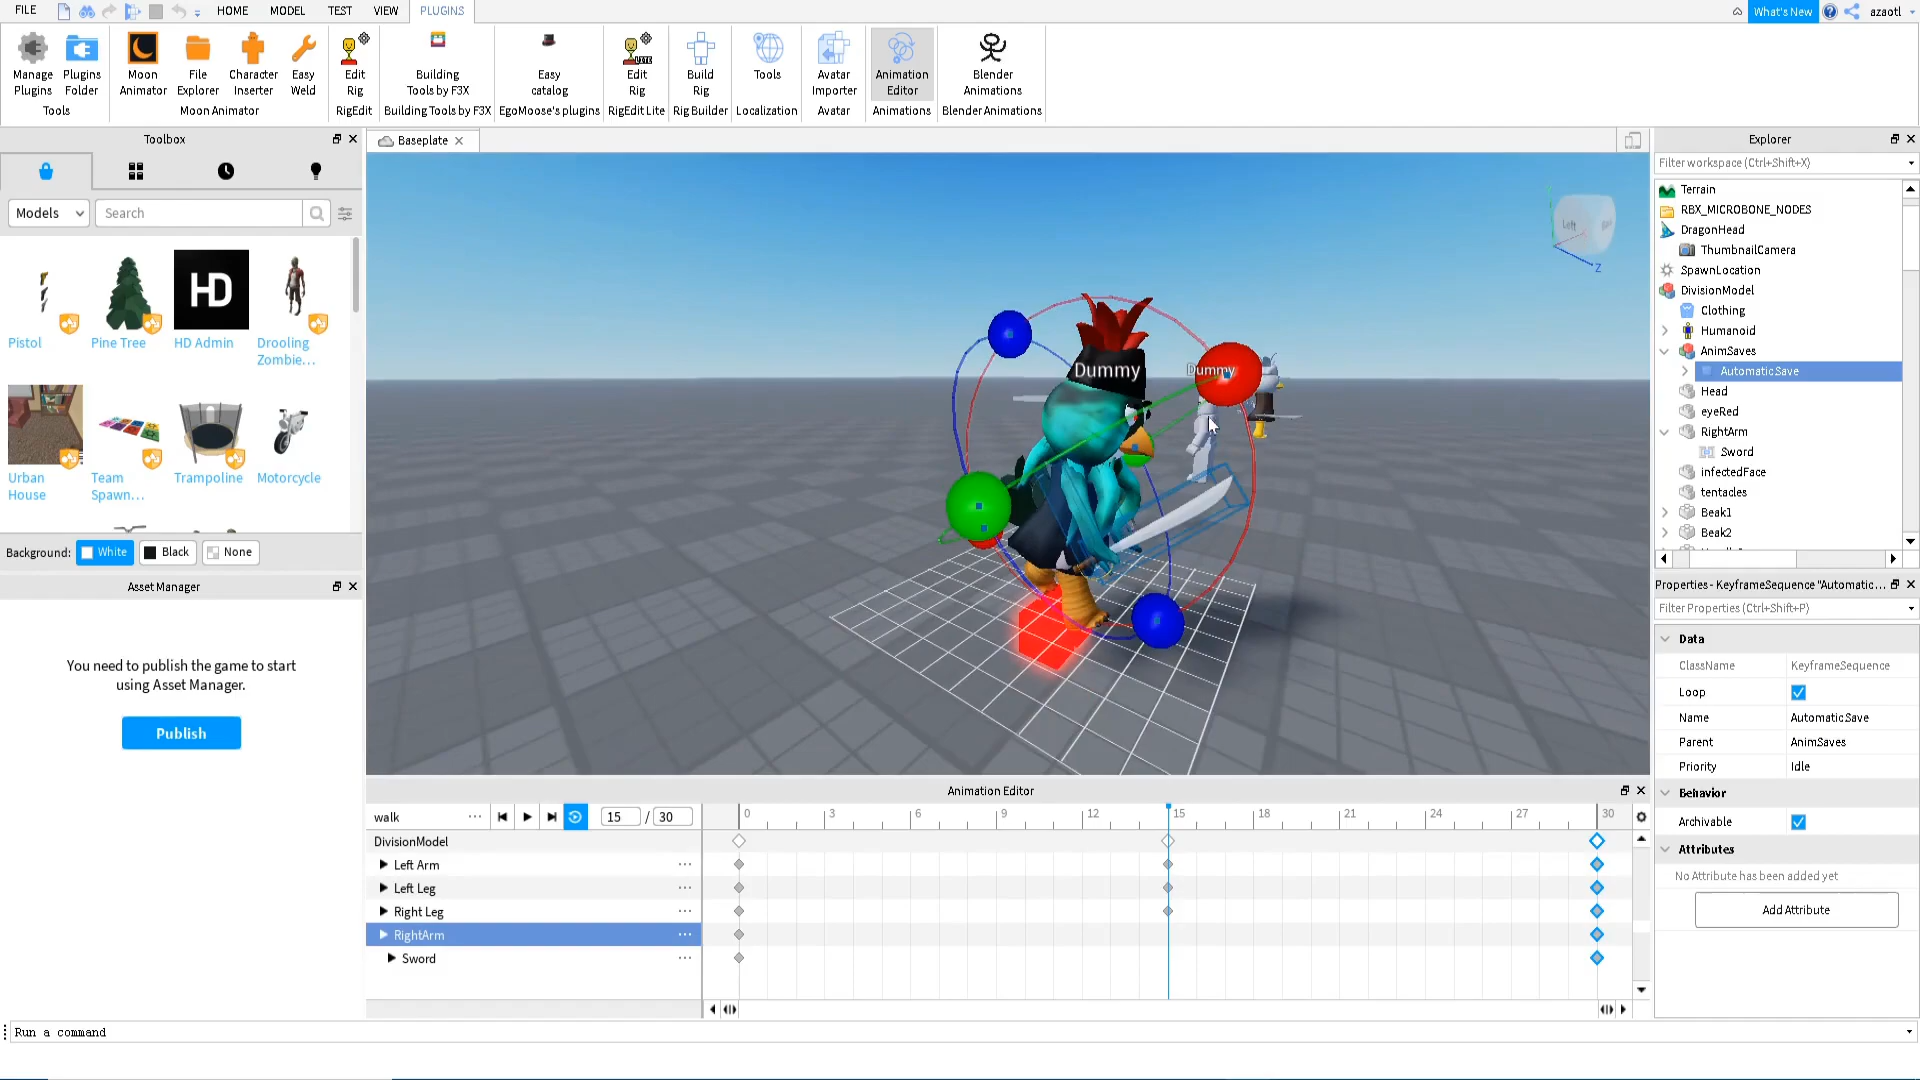 FILE HOME MODEL TEST VIEW PLUGINS What's New azaotl
Manage Plugins
Plugins Folder
Tools
Moon Animator
File Explorer
Character Inserter
Easy Weld
Moon Animator
Edit Rig
RigEdit
Building Tools by F3X
Building Tools by F3X
Easy catalog
EgoMoose's plugins
Edit Rig
LITE
RigEdit Lite
Build Rig
Rig Builder
Tools
Localization
Avatar Importer
Avatar
Animation Editor
Animations
Blender Animations
Blender Animations
Toolbox
Models Search
Pistol
Pine Tree
HD
HD Admin
Drooling
Zombie...
Urban
House
Team
Spawn...
Trampoline
Motorcycle
Background: White Black None
Asset Manager
You need to publish the game to start
using Asset Manager.
Publish
Baseplate
Left
Z
Dummy
Dummy
Animation Editor
walk ... 15 / 30
0 3 6 9 12 15 18 21 24 27 30
DivisionModel
Left Arm ...
Left Leg ...
Right Leg ...
RightArm ...
Sword ...
Run a command
Explorer
Filter workspace (Ctrl+Shift+X)
Terrain
RBX_MICROBONE_NODES
DragonHead
ThumbnailCamera
SpawnLocation
DivisionModel
Clothing
Humanoid
AnimSaves
Automatic Save
Head
eyeRed
RightArm
Sword
infectedFace
tentacles
Beak1
Beak2
Properties - KeyframeSequence "Automatic...
Filter Properties (Ctrl+Shift+P)
Data
ClassName KeyframeSequence
Loop
Name Automatic Save
Parent AnimSaves
Priority Idle
Behavior
Archivable
Attributes
No Attribute has been added yet
Add Attribute